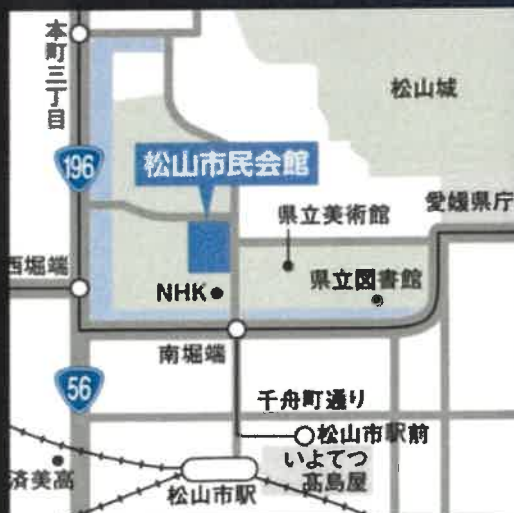 本町三丁目
松山城
196
松山市民会館
愛媛県庁
県立美術館
西堀端
県立図書館
NHK
南堀端
56
千舟町通り
松山市駅前
いよてつ
髙島屋
済美高
松山市駅